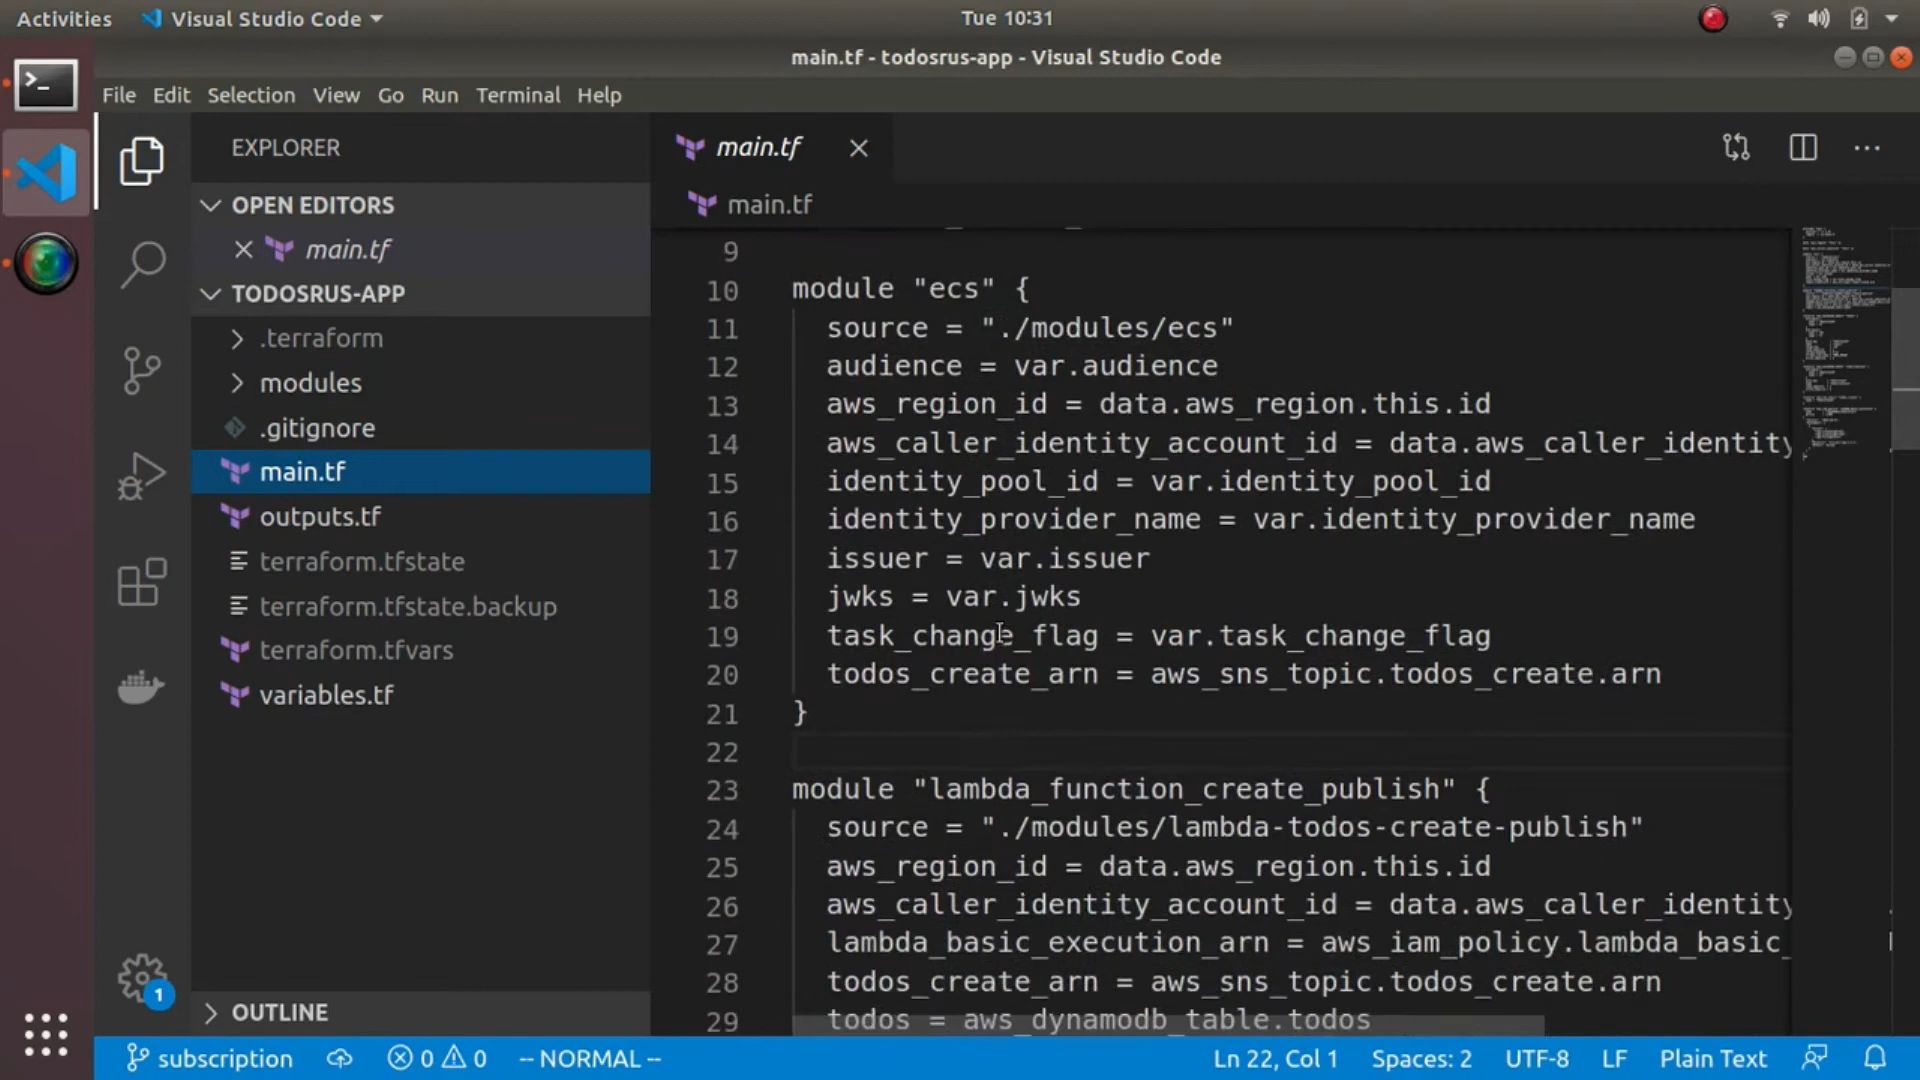 Activities
Visual Studio Code
Tue 10:31
main.tf - todosrus-app - Visual Studio Code
File Edit Selection View Go Run Terminal Help
EXPLORER
OPEN EDITORS
main.tf
TODOSRUS-APP
.terraform
modules
.gitignore
main.tf
outputs.tf
terraform.tfstate
terraform.tfstate.backup
terraform.tfvars
variables.tf
OUTLINE
1
main.tf
main.tf
9
10 module "ecs" {
11 source = "./modules/ecs"
12 audience = var.audience
13 aws_region_id = data.aws_region.this.id
14 aws_caller_identity_account_id = data.aws_caller_identity
15 identity_pool_id = var.identity_pool_id
16 identity_provider_name = var.identity_provider_name
17 issuer = var.issuer
18 jwks = var.jwks
19 task_change_flag = var.task_change_flag
20 todos_create_arn = aws_sns_topic.todos_create.arn
21 }
22
23 module "lambda_function_create_publish" {
24 source = "./modules/lambda-todos-create-publish"
25 aws_region_id = data.aws_region.this.id
26 aws_caller_identity_account_id = data.aws_caller_identity
27 lambda_basic_execution_arn = aws_iam_policy.lambda_basic_
28 todos_create_arn = aws_sns_topic.todos_create.arn
29 todos = aws_dynamodb_table.todos
subscription
0 0
-- NORMAL --
Ln 22, Col 1
Spaces: 2
UTF-8
LF
Plain Text